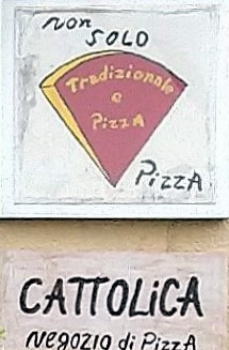 non
SOLO
Tradizionale
e
PizzA
PizzA
CATTOLiCA
NegoziO di PizzA